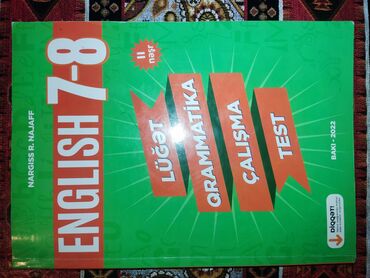 NARGISS R. NAJAFF
ENGLISH 7-8
II
nəşr
LÜĞƏT
QRAMMATİKA
ÇALIŞMA
TEST
BAKI - 2022
DİQQƏT!